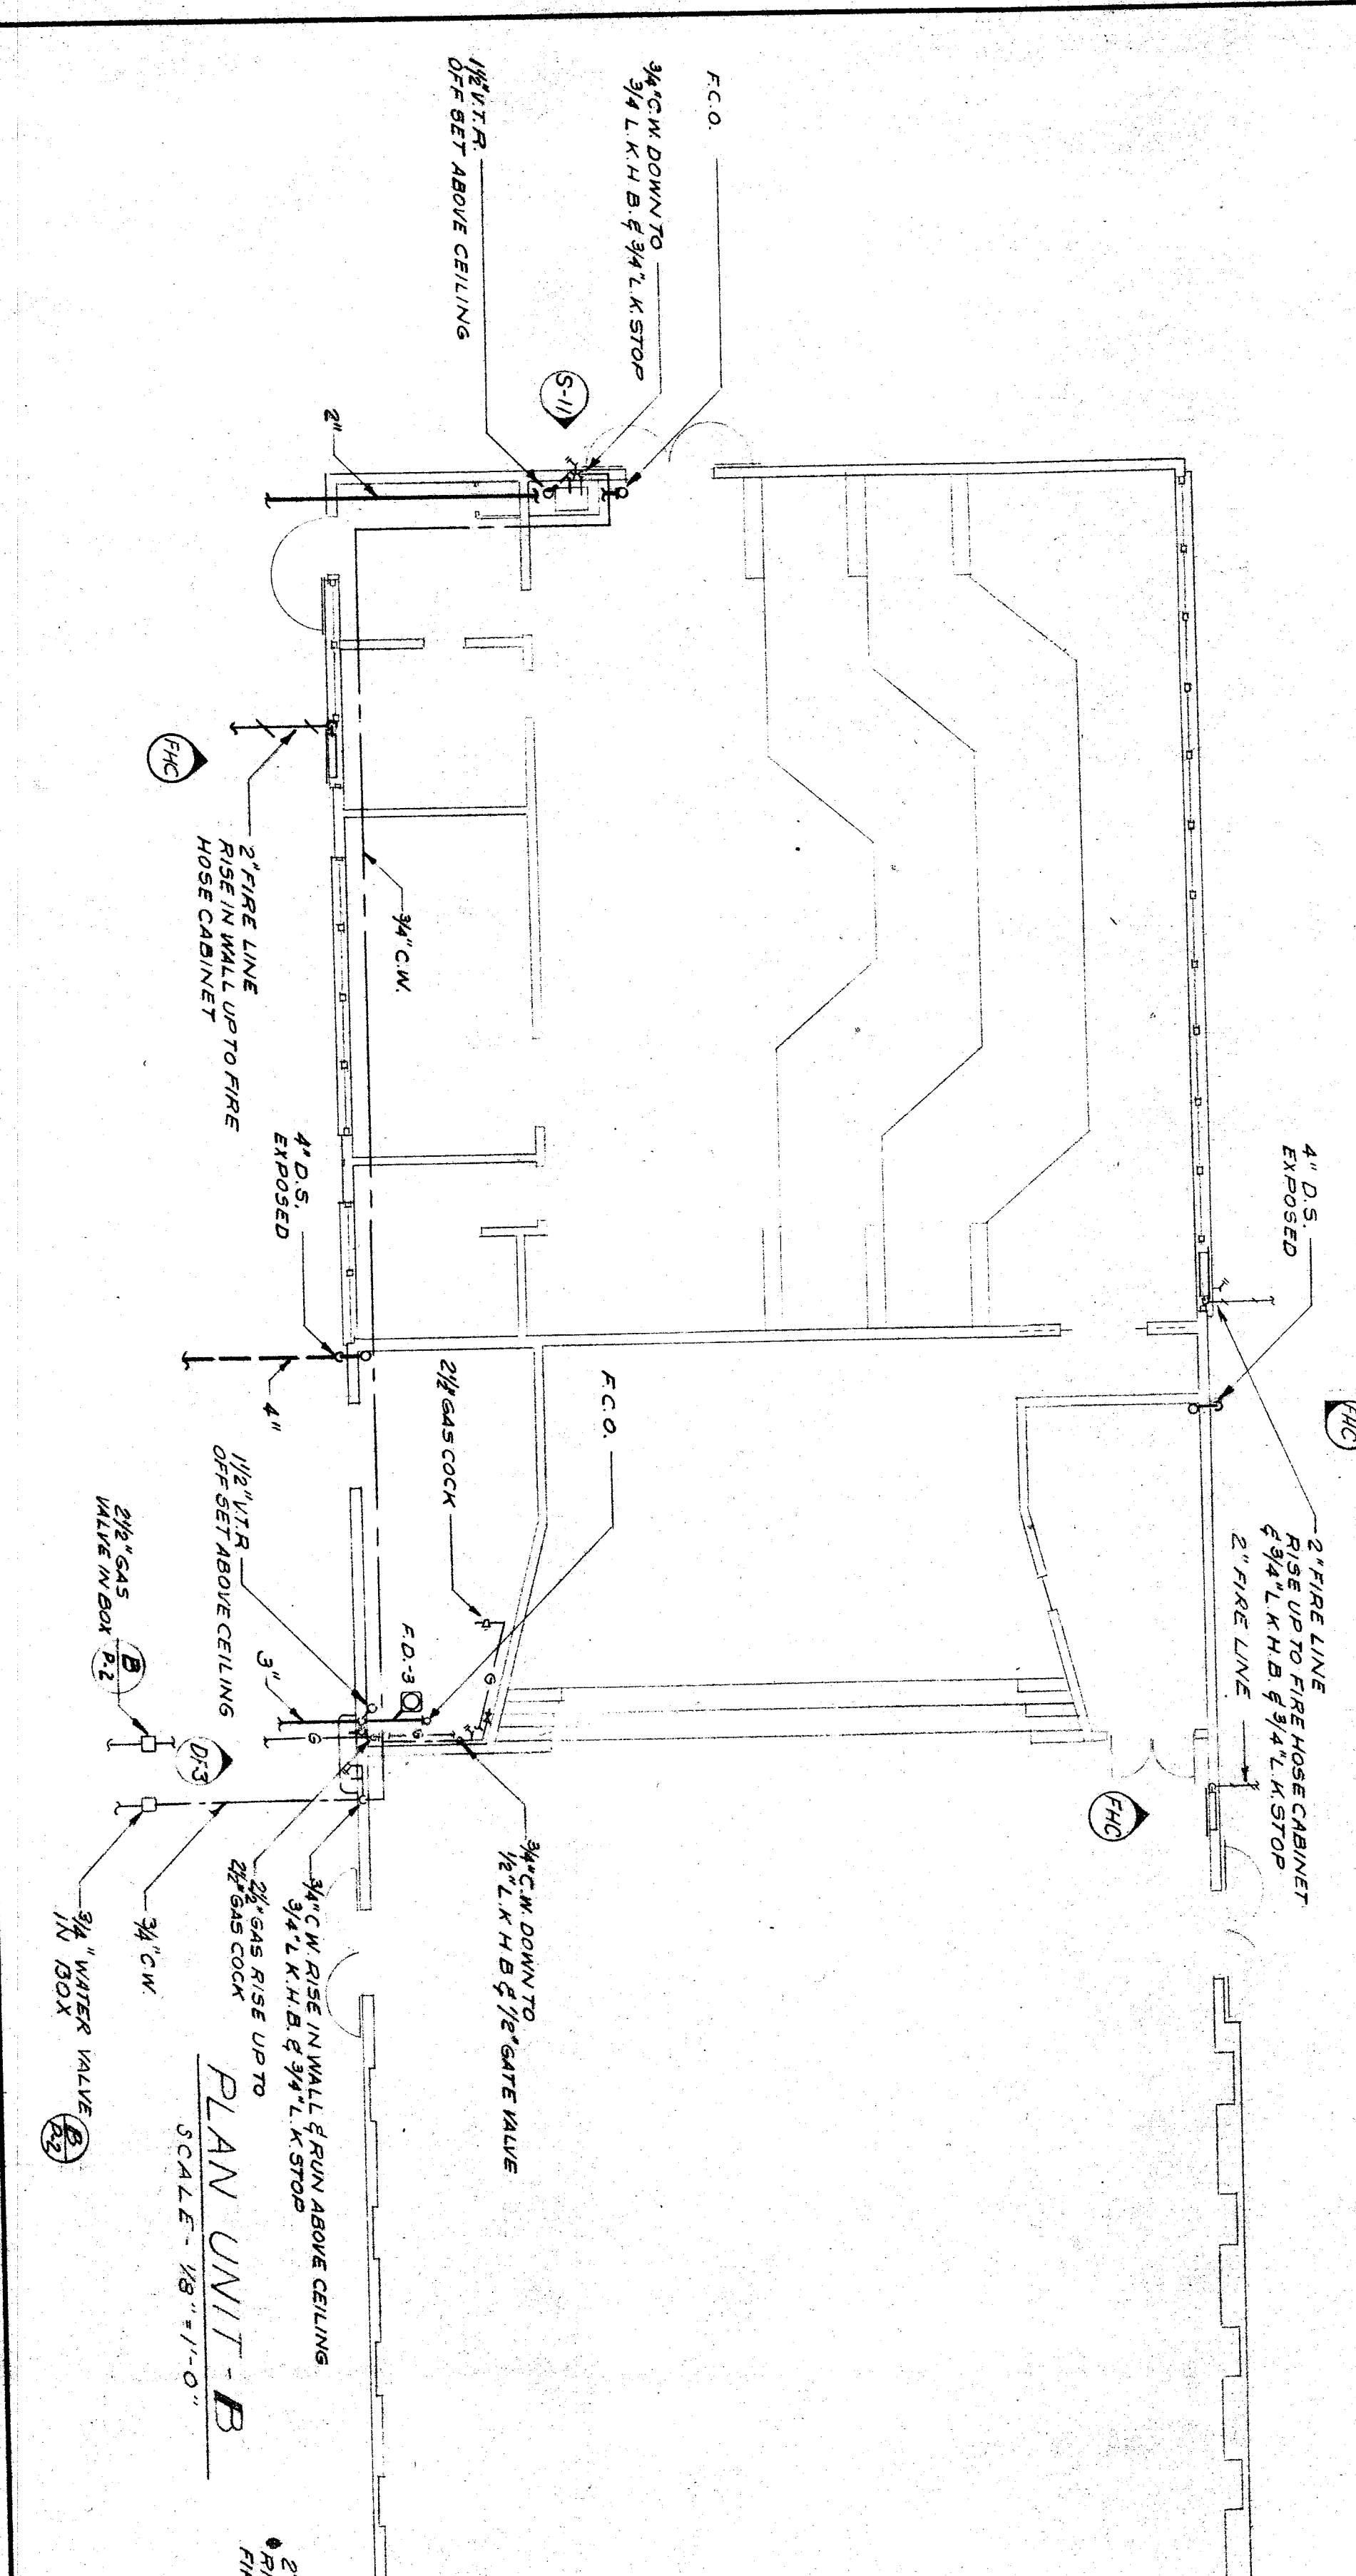 F.C.O.
3/4" C.W. DOWN TO
3/4 L.K.H B. & 3/4" L.K. STOP
1 1/2" V.T.R.
OFFSET ABOVE CEILING
S-11
2"
FHC
2" FIRE LINE
RISE IN WALL UP TO FIRE
HOSE CABINET
3/4" C.W.
4" D.S.
EXPOSED
4" D.S.
EXPOSED
FHC
2" FIRE LINE
RISE UP TO FIRE HOSE CABINET
& 3/4" L.K.H.B. & 3/4" L.K. STOP
2" FIRE LINE
FHC
F.C.O.
2 1/2" GAS COCK
4"
1 1/2" V.T.R
OFFSET ABOVE CEILING
F.D.-3
3"
G
G
G
2 1/2" GAS
VALVE IN BOX
B
P-2
DF-3
3/4" C.W. DOWN TO
1/2" L.K H B & 1/2" GATE VALVE
3/4" C.W. RISE IN WALL & RUN ABOVE CEILING
3/4" L.K.H.B. & 3/4" L.K STOP
2 1/2" GAS RISE UP TO
2 1/2" GAS COCK
3/4" C.W.
3/4" WATER VALVE
IN BOX
B
P-2
PLAN UNIT - B
SCALE - 1/8" = 1'-0"